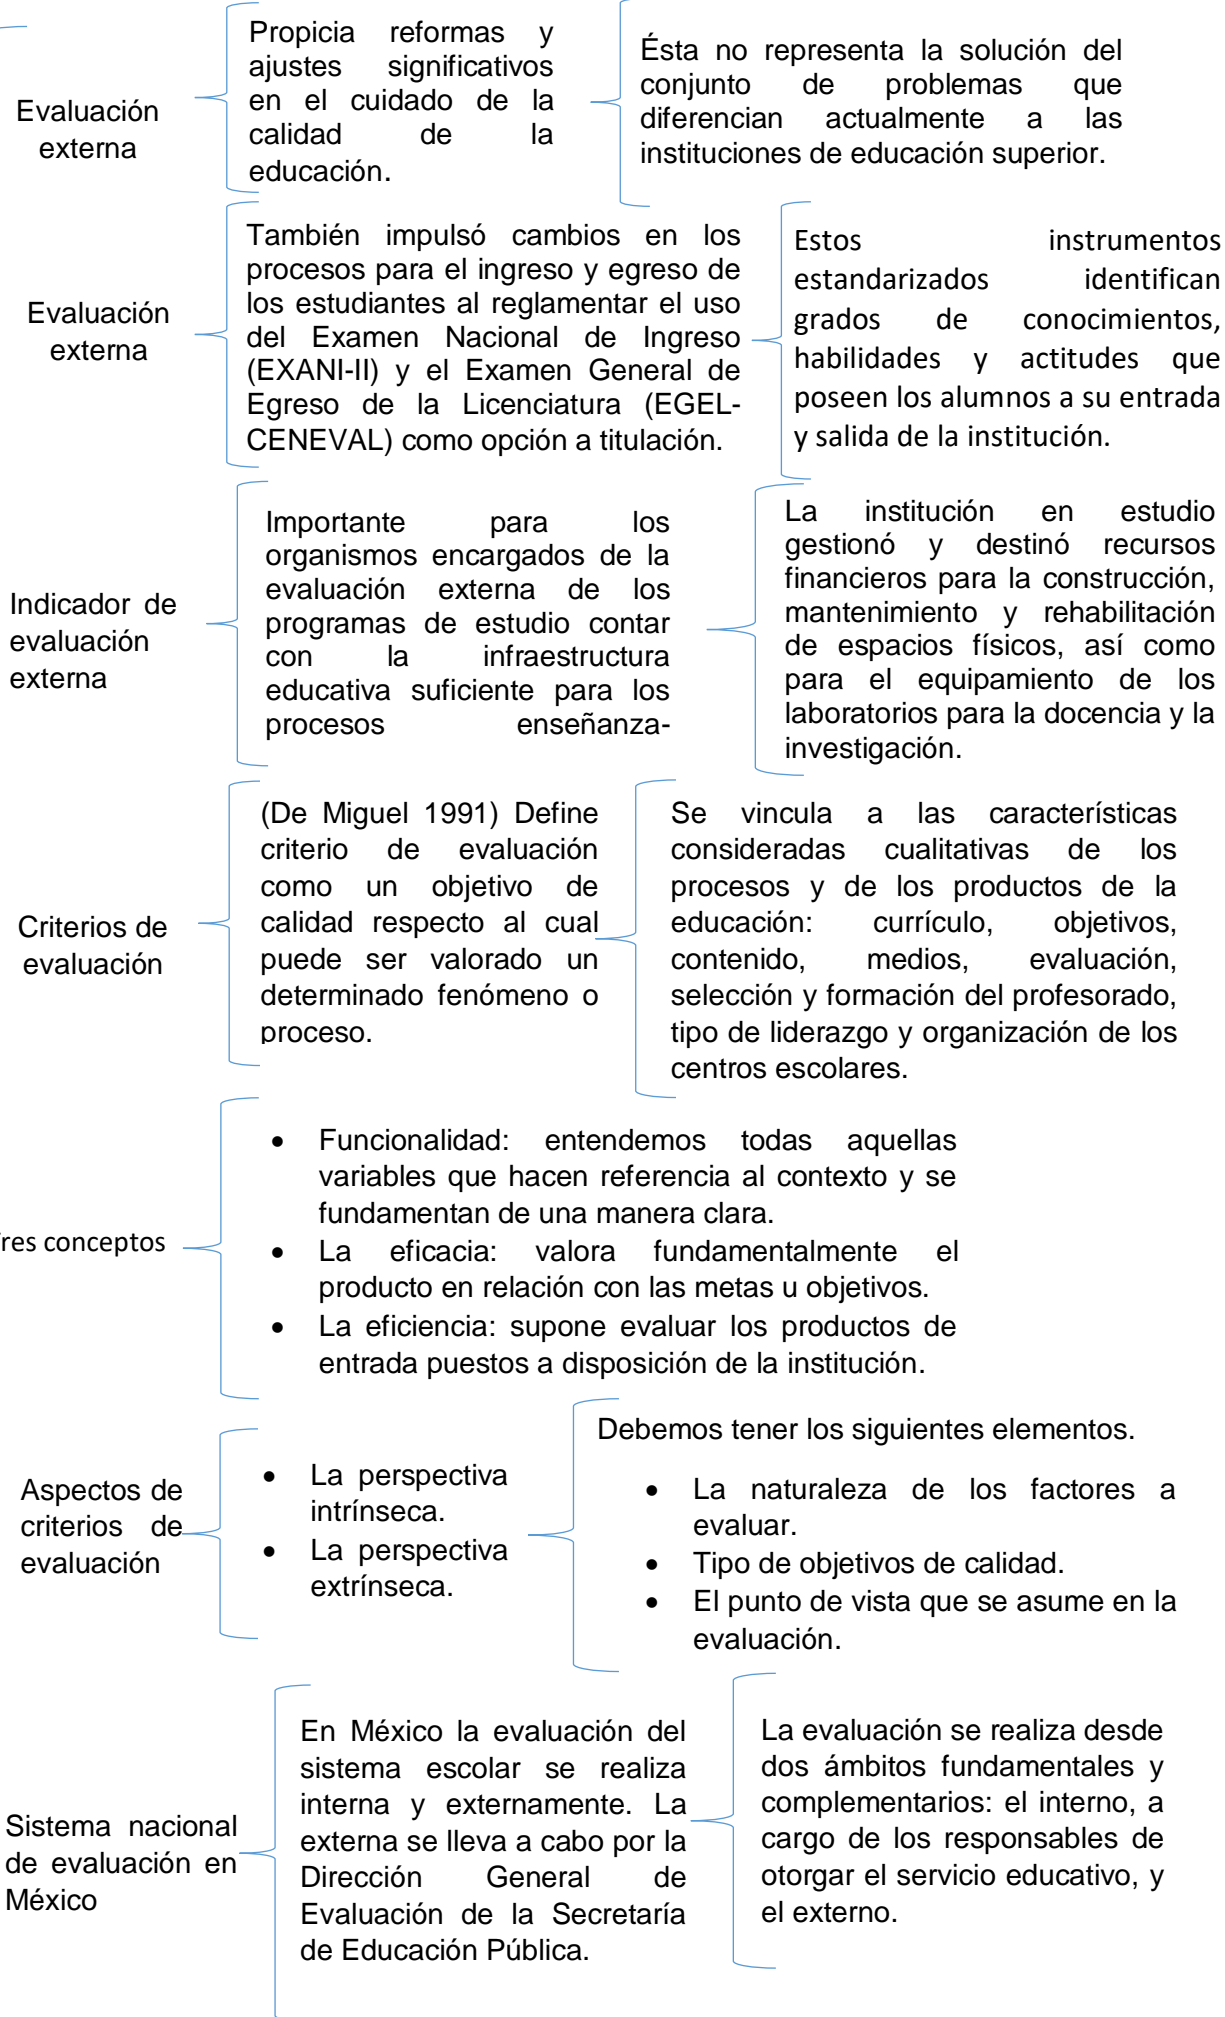 Evaluación
externa
Propicia reformas y
ajustes significativos
en el cuidado de la
calidad de la
educación.
Ésta no representa la solución del
conjunto de problemas que
diferencian actualmente a las
instituciones de educación superior.
Evaluación
externa
También impulsó cambios en los
procesos para el ingreso y egreso de
los estudiantes al reglamentar el uso
del Examen Nacional de Ingreso
(EXANI-II) y el Examen General de
Egreso de la Licenciatura (EGEL-
CENEVAL) como opción a titulación.
Estos instrumentos
estandarizados identifican
grados de conocimientos,
habilidades y actitudes que
poseen los alumnos a su entrada
y salida de la institución.
Indicador de
evaluación
externa
Importante para los
organismos encargados de la
evaluación externa de los
programas de estudio contar
con la infraestructura
educativa suficiente para los
procesos enseñanza-
La institución en estudio
gestionó y destinó recursos
financieros para la construcción,
mantenimiento y rehabilitación
de espacios físicos, así como
para el equipamiento de los
laboratorios para la docencia y la
investigación.
Criterios de
evaluación
(De Miguel 1991) Define
criterio de evaluación
como un objetivo de
calidad respecto al cual
puede ser valorado un
determinado fenómeno o
proceso.
Se vincula a las características
consideradas cualitativas de los
procesos y de los productos de la
educación: currículo, objetivos,
contenido, medios, evaluación,
selección y formación del profesorado,
tipo de liderazgo y organización de los
centros escolares.
Tres conceptos
• Funcionalidad: entendemos todas aquellas
variables que hacen referencia al contexto y se
fundamentan de una manera clara.
• La eficacia: valora fundamentalmente el
producto en relación con las metas u objetivos.
• La eficiencia: supone evaluar los productos de
entrada puestos a disposición de la institución.
Aspectos de
criterios de
evaluación
• La perspectiva
intrínseca.
• La perspectiva
extrínseca.
Debemos tener los siguientes elementos.
• La naturaleza de los factores a
evaluar.
• Tipo de objetivos de calidad.
• El punto de vista que se asume en la
evaluación.
Sistema nacional
de evaluación en
México
En México la evaluación del
sistema escolar se realiza
interna y externamente. La
externa se lleva a cabo por la
Dirección General de
Evaluación de la Secretaría
de Educación Pública.
La evaluación se realiza desde
dos ámbitos fundamentales y
complementarios: el interno, a
cargo de los responsables de
otorgar el servicio educativo, y
el externo.